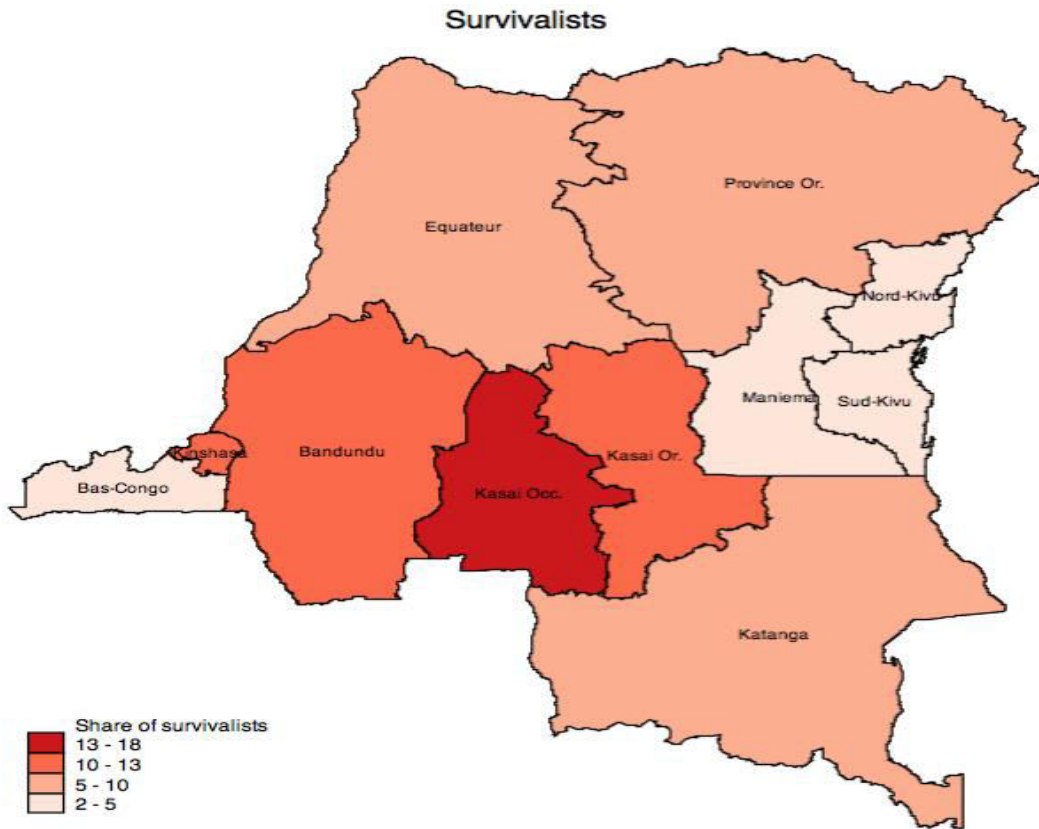 Survivalists
Province Or.
Equateur
Nord-Kivu
Maniema
Sud-Kivu
Kinshasa
Bandundu
Kasai Or.
Bas-Congo
Kasai Occ.
Katanga
Share of survivalists
13 - 18
10 - 13
5 - 10
2 - 5